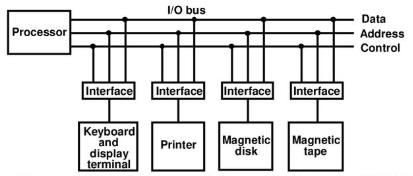 I/O bus
Processor
Data
Address
Control
Interface
Interface
Interface
Interface
Keyboard
and
display
terminal
Printer
Magnetic
disk
Magnetic
tape